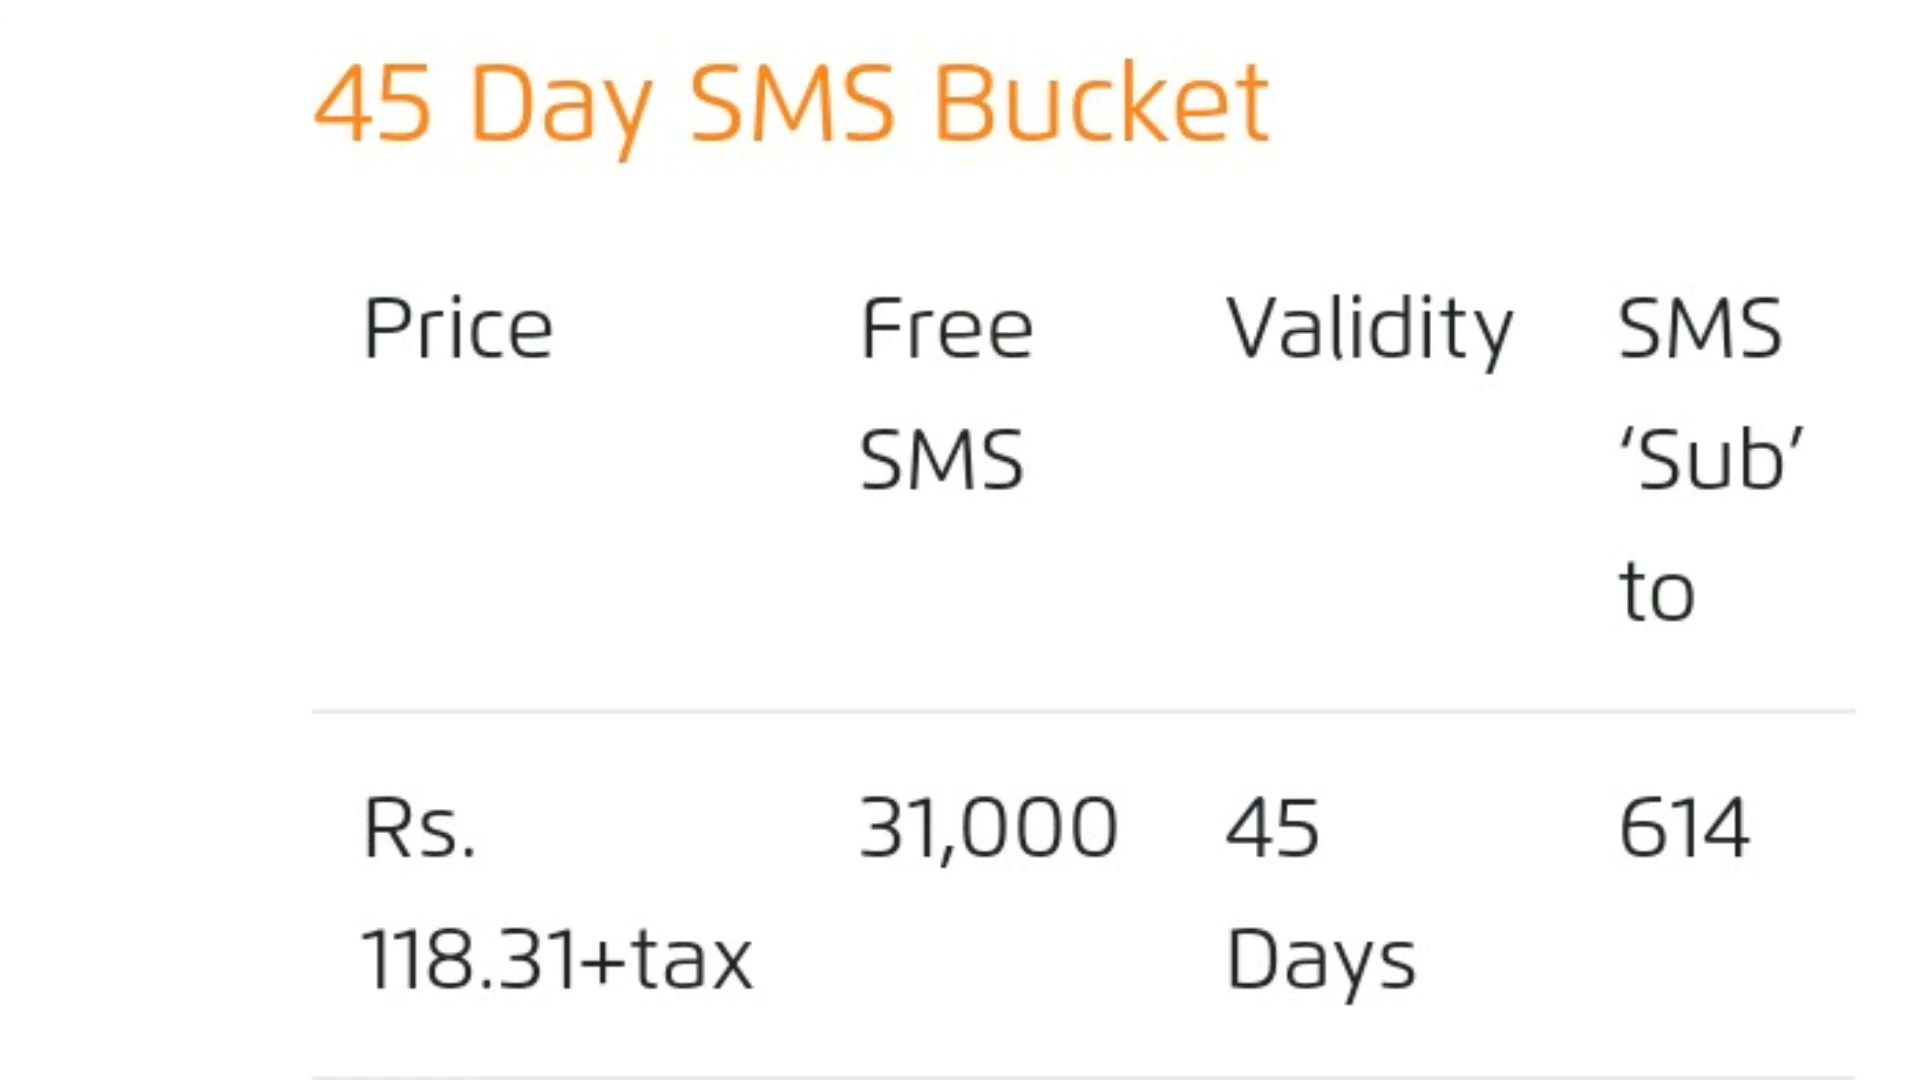 45 Day SMS Bucket
Price Free Validity SMS
SMS ‘Sub’
to
Rs. 31,000 45 614
118.31+tax Days